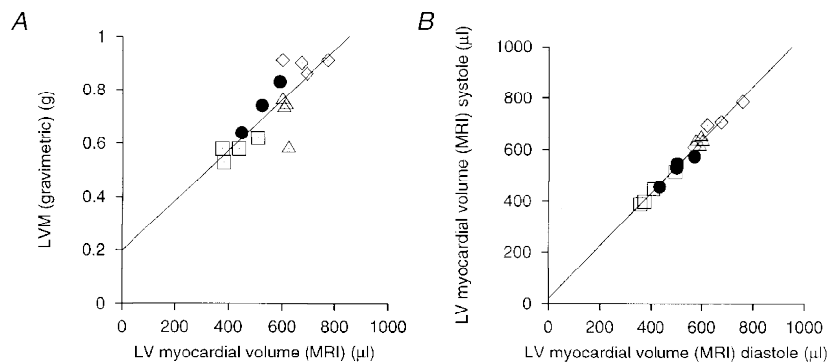 A
LVM (gravimetric) (g)
1
0.8
0.6
0.4
0.2
0
0 200 400 600 800 1000
LV myocardial volume (MRI) (µl)
B
LV myocardial volume (MRI) systole (µl)
1000
800
600
400
200
0
0 200 400 600 800 1000
LV myocardial volume (MRI) diastole (µl)